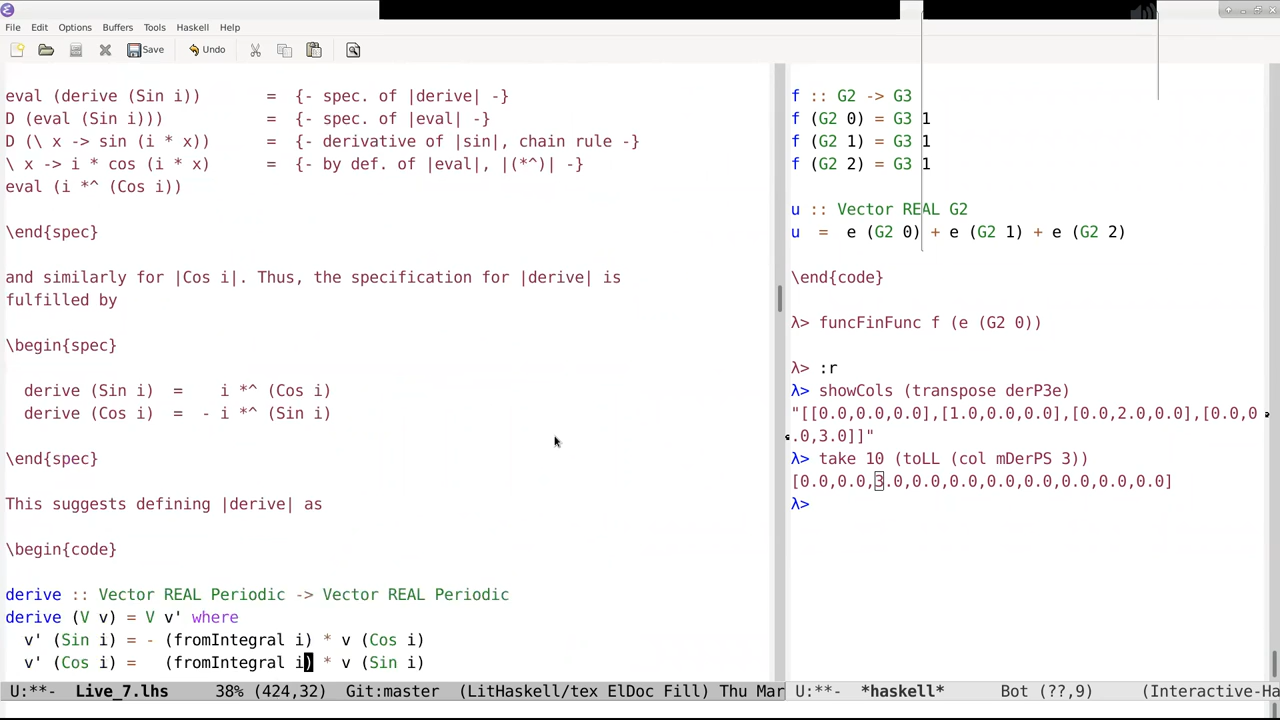 File Edit Options Buffers Tools Haskell Help
Save Undo
eval (derive (Sin i)) = {- spec. of |derive| -}
D (eval (Sin i))) = {- spec. of |eval| -}
D (\ x -> sin (i * x)) = {- derivative of |sin|, chain rule -}
\ x -> i * cos (i * x) = {- by def. of |eval|, |(*^)| -}
eval (i *^ (Cos i))
\end{spec}
and similarly for |Cos i|. Thus, the specification for |derive| is
fulfilled by
\begin{spec}
derive (Sin i) = i *^ (Cos i)
derive (Cos i) = - i *^ (Sin i)
\end{spec}
This suggests defining |derive| as
\begin{code}
derive :: Vector REAL Periodic -> Vector REAL Periodic
derive (V v) = V v' where
v' (Sin i) = - (fromIntegral i) * v (Cos i)
v' (Cos i) = (fromIntegral i) * v (Sin i)
U:**- Live_7.lhs 38% (424,32) Git:master (LitHaskell/tex ElDoc Fill) Thu Mar
f :: G2 -> G3
f (G2 0) = G3 1
f (G2 1) = G3 1
f (G2 2) = G3 1
u :: Vector REAL G2
u = e (G2 0) + e (G2 1) + e (G2 2)
\end{code}
λ> funcFinFunc f (e (G2 0))
λ> :r
λ> showCols (transpose derP3e)
"[[0.0,0.0,0.0],[1.0,0.0,0.0],[0.0,2.0,0.0],[0.0,0
.0,3.0]]"
λ> take 10 (toLL (col mDerPS 3))
[0.0,0.0,3.0,0.0,0.0,0.0,0.0,0.0,0.0,0.0]
λ>
U:**- *haskell* Bot (??,9) (Interactive-Ha